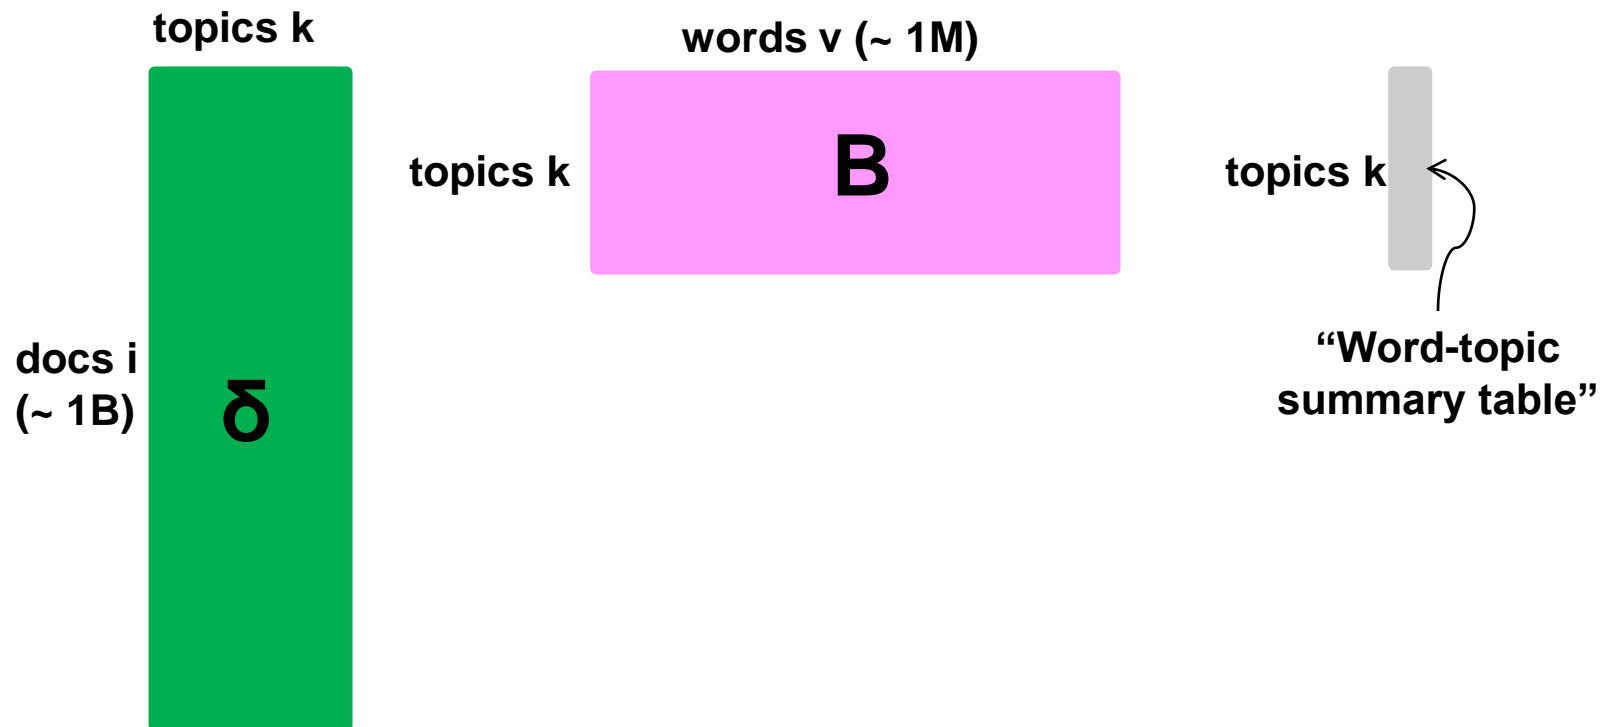 topics k
words v (~ 1M)
topics k
B
topics k
docs i
(~ 1B)
δ
“Word-topic
summary table”